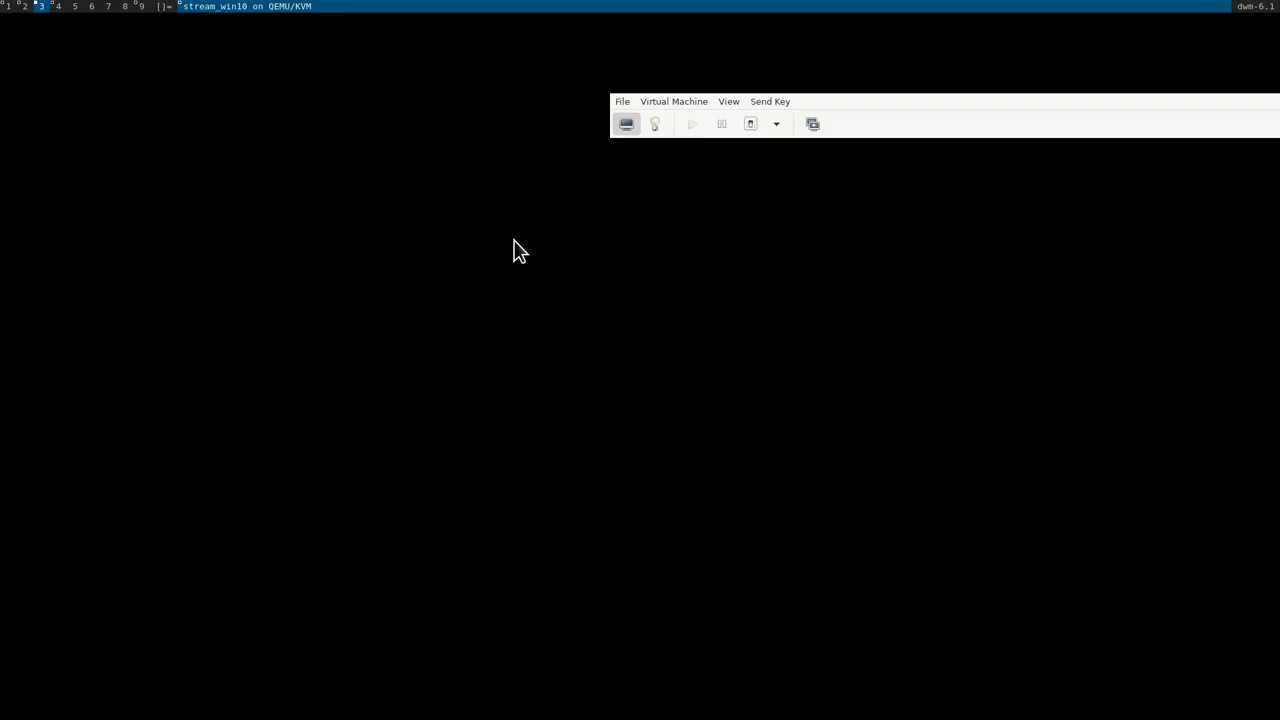 1 2 3 4 5 6 7 8 9 []= stream_win10 on QEMU/KVM dwm-6.1
File Virtual Machine View Send Key